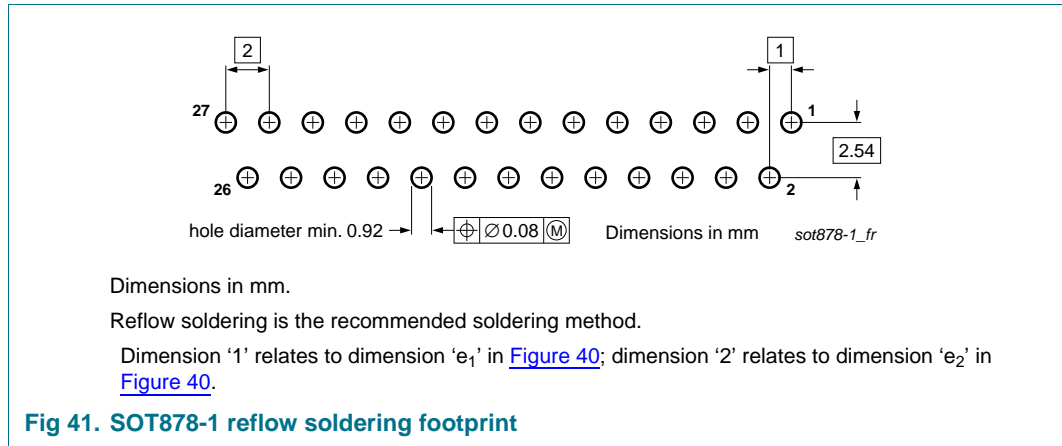 2
1
27
1
2.54
26
2
hole diameter min. 0.92
⌖ ∅ 0.08 Ⓜ
Dimensions in mm
sot878-1_fr
Dimensions in mm.
Reflow soldering is the recommended soldering method.
Dimension ‘1’ relates to dimension ‘e₁’ in Figure 40; dimension ‘2’ relates to dimension ‘e₂’ in
Figure 40.
Fig 41. SOT878-1 reflow soldering footprint